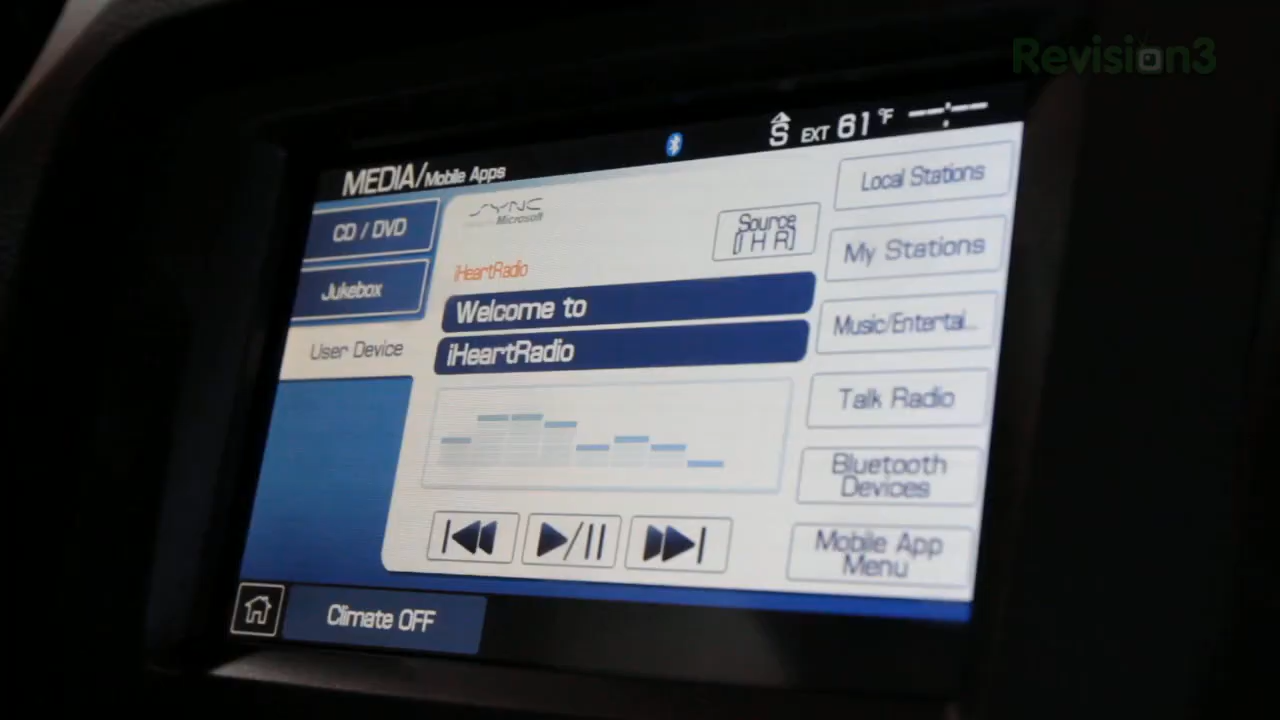 Revision3
S EXT 61 °F --:--
MEDIA/Mobile Apps
CD / DVD
Jukebox
User Device
SYNC
Microsoft
Source
[I H R]
iHeartRadio
Welcome to
iHeartRadio
Local Stations
My Stations
Music/Entertai...
Talk Radio
Bluetooth
Devices
Mobile App
Menu
Climate OFF